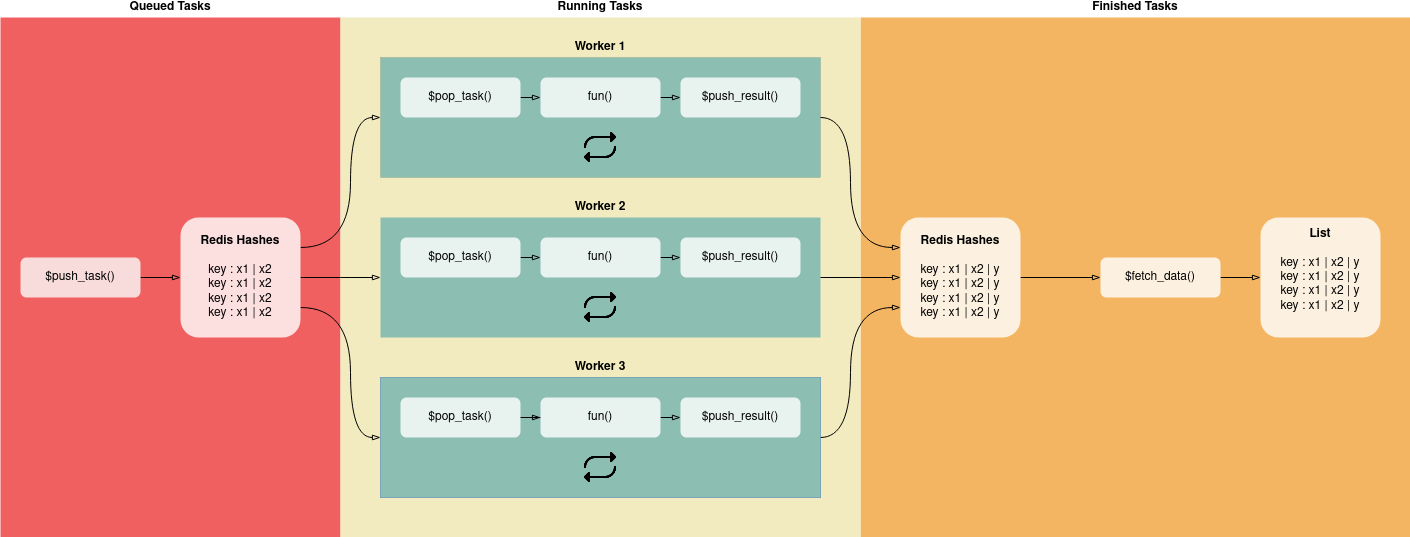 Queued Tasks
Running Tasks
Finished Tasks
$push_task()
Redis Hashes
key : x1 | x2
key : x1 | x2
key : x1 | x2
key : x1 | x2
Worker 1
$pop_task()
fun()
$push_result()
Worker 2
$pop_task()
fun()
$push_result()
Worker 3
$pop_task()
fun()
$push_result()
Redis Hashes
key : x1 | x2 | y
key : x1 | x2 | y
key : x1 | x2 | y
key : x1 | x2 | y
$fetch_data()
List
key : x1 | x2 | y
key : x1 | x2 | y
key : x1 | x2 | y
key : x1 | x2 | y